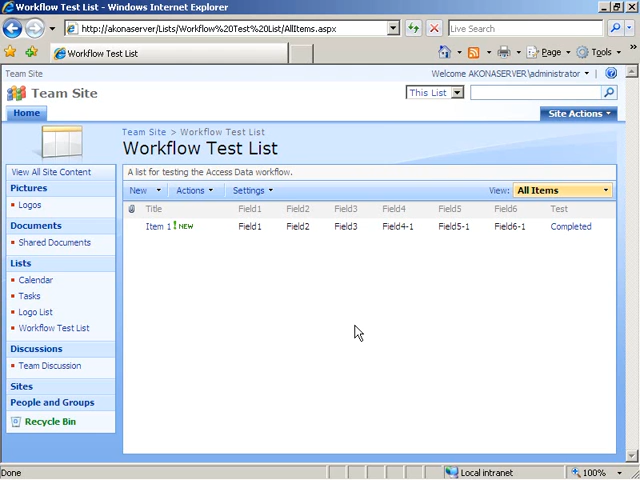 Workflow Test List - Windows Internet Explorer
http://akonaserver/Lists/Workflow%20Test%20List/AllItems.aspx
Live Search
Workflow Test List
Page
Tools
Team Site
Welcome AKONASERVER\administrator
Team Site
This List
Home
Site Actions
Team Site > Workflow Test List
Workflow Test List
View All Site Content
Pictures
Logos
Documents
Shared Documents
Lists
Calendar
Tasks
Logo List
Workflow Test List
Discussions
Team Discussion
Sites
People and Groups
Recycle Bin
A list for testing the Access Data workflow.
New Actions Settings View: All Items
Title Field1 Field2 Field3 Field4 Field5 Field6 Test
Item 1 ! NEW Field1 Field2 Field3 Field4-1 Field5-1 Field6-1 Completed
Done Local intranet 100%